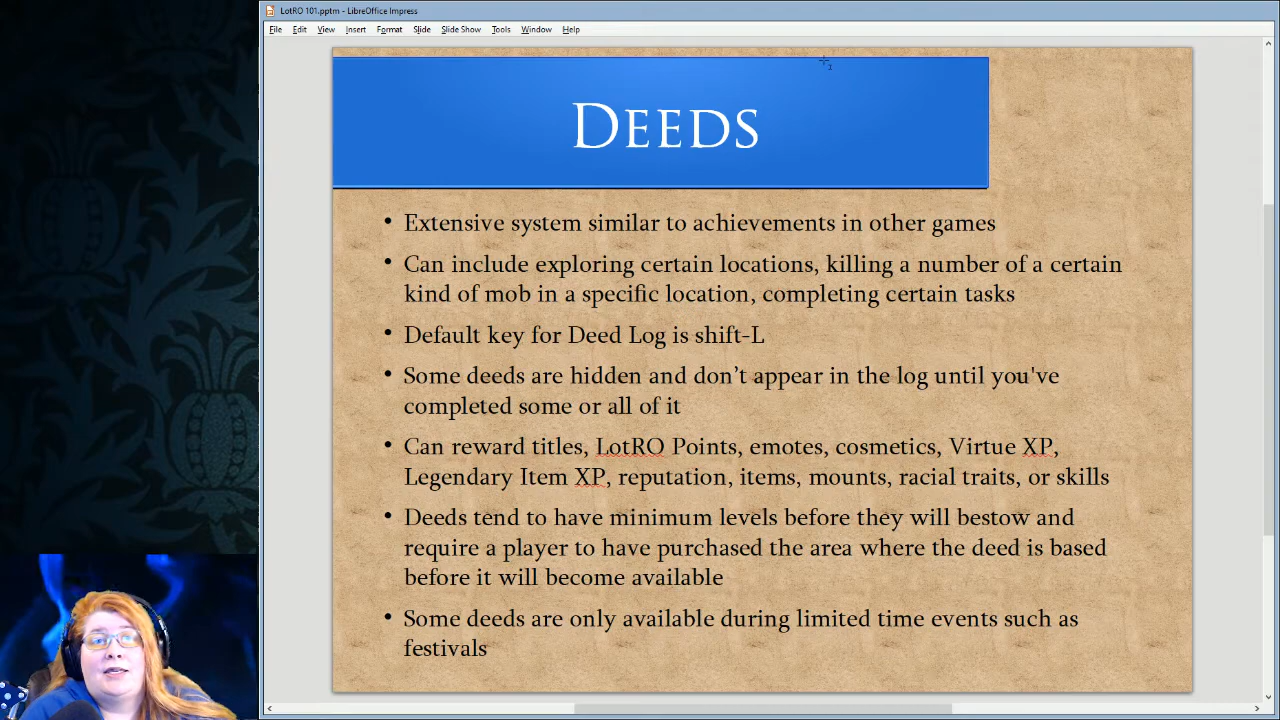 LotRO 101.pptm - LibreOffice Impress
File Edit View Insert Format Slide Slide Show Tools Window Help
Deeds
• Extensive system similar to achievements in other games
• Can include exploring certain locations, killing a number of a certain
kind of mob in a specific location, completing certain tasks
• Default key for Deed Log is shift-L
• Some deeds are hidden and don’t appear in the log until you've
completed some or all of it
• Can reward titles, LotRO Points, emotes, cosmetics, Virtue XP,
Legendary Item XP, reputation, items, mounts, racial traits, or skills
• Deeds tend to have minimum levels before they will bestow and
require a player to have purchased the area where the deed is based
before it will become available
• Some deeds are only available during limited time events such as
festivals